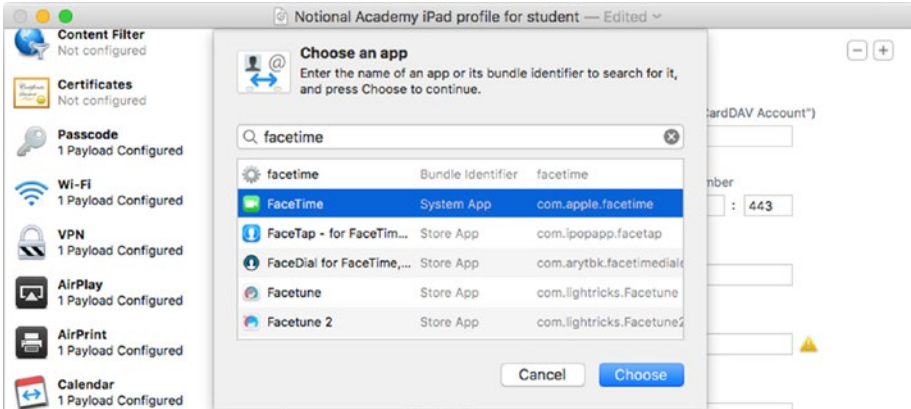 Notional Academy iPad profile for student — Edited
Content Filter
Not configured
Certificates
Not configured
Passcode
1 Payload Configured
Wi-Fi
1 Payload Configured
VPN
1 Payload Configured
AirPlay
1 Payload Configured
AirPrint
1 Payload Configured
Calendar
1 Payload Configured
Choose an app
Enter the name of an app or its bundle identifier to search for it,
and press Choose to continue.
facetime
facetime Bundle Identifier facetime
FaceTime System App com.apple.facetime
FaceTap - for FaceTim... Store App com.ipopapp.facetap
FaceDial for FaceTime,... Store App com.arytbk.facetimediale
Facetune Store App com.lightricks.Facetune
Facetune 2 Store App com.lightricks.Facetune2
Cancel Choose
CardDAV Account")
mber
: 443